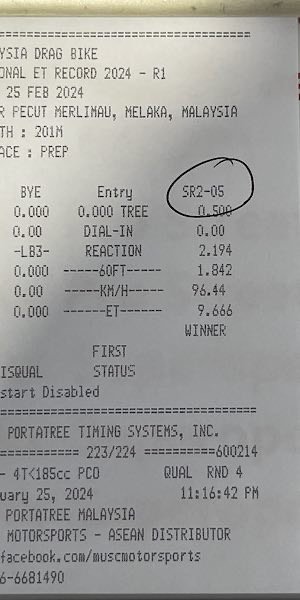 ===========================================
YSIA DRAG BIKE
ONAL ET RECORD 2024 - R1
25 FEB 2024
R PECUT MERLIMAU, MELAKA, MALAYSIA
TH : 201M
ACE : PREP
BYE Entry SR2-05
0.000 0.000 TREE 0.500
0.00 DIAL-IN 0.00
-LB3- REACTION 2.194
0.000 -----60FT------ 1.842
0.00 -----KM/H----- 96.44
0.000 ------ET------ 9.666
WINNER
FIRST
ISQUAL STATUS
start Disabled
===========================================
PORTATREE TIMING SYSTEMS, INC.
========== 223/224 ==========600214
- 4T<185cc PCO QUAL RND 4
uary 25, 2024 11:16:42 PM
PORTATREE MALAYSIA
MOTORSPORTS - ASEAN DISTRIBUTOR
facebook.com/muscmotorsports
6-6681490